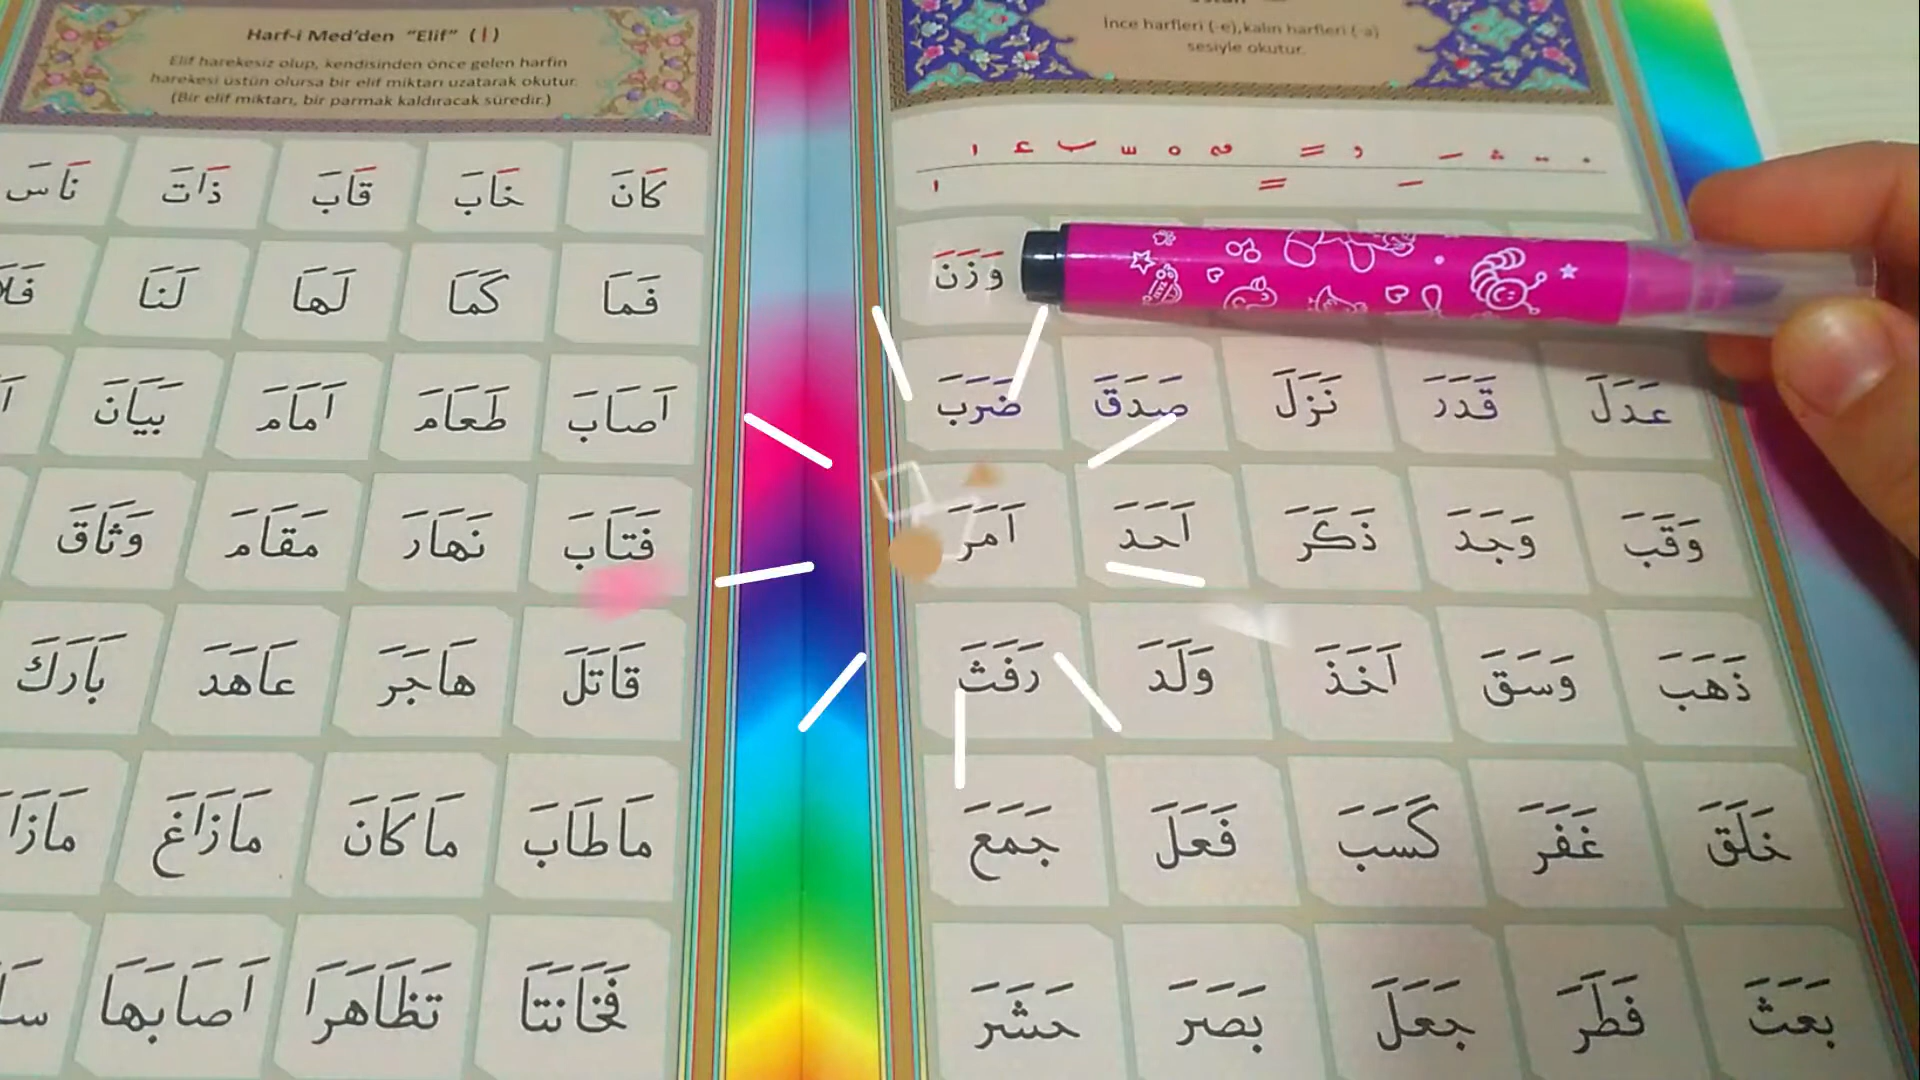 Harf-i Med'den "Elif" (ا)
Elif harekesiz olup, kendisinden önce gelen harfin
harekesi üstün olursa bir elif miktarı uzatarak okutur.
(Bir elif miktarı, bir parmak kaldıracak süredir.)
كَانَ خَابَ قَابَ ذَاتَ نَاسَ
فَمَا كَمَا لَهَا لَنَا
اَصَابَ طَعَامَ اَمَامَ بَيَانَ
فَتَابَ نَهَارَ مَقَامَ وَثَاقَ
قَاتَلَ هَاجَرَ عَاهَدَ بَارَكَ
مَاطَابَ مَاكَانَ مَازَاغَ
فَخَانَتَا تَظَاهَرَا اَصَابَهَا
İnce harfleri (-e), kalın harfleri (-a)
sesiyle okutur.
وَزَنَ
عَدَلَ قَدَرَ نَزَلَ صَدَقَ ضَرَبَ
وَقَبَ وَجَدَ ذَكَرَ اَحَدَ اَمَرَ
ذَهَبَ وَسَقَ اَخَذَ وَلَدَ رَفَثَ
خَلَقَ غَفَرَ كَسَبَ فَعَلَ جَمَعَ
بَعَثَ فَطَرَ جَعَلَ بَصَرَ حَشَرَ